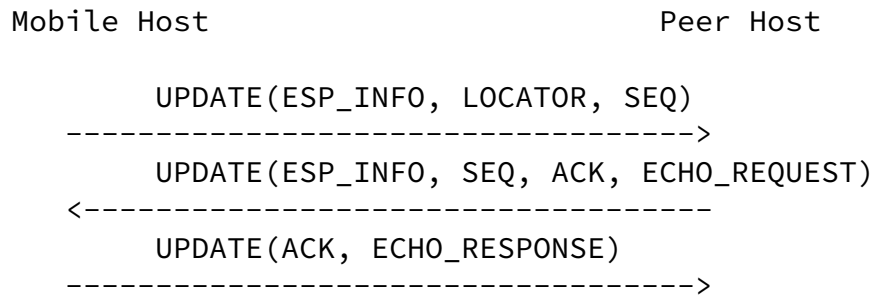 Mobile Host                               Peer Host
UPDATE(ESP_INFO, LOCATOR, SEQ)
----------------------------------->
UPDATE(ESP_INFO, SEQ, ACK, ECHO_REQUEST)
<-----------------------------------
UPDATE(ACK, ECHO_RESPONSE)
----------------------------------->